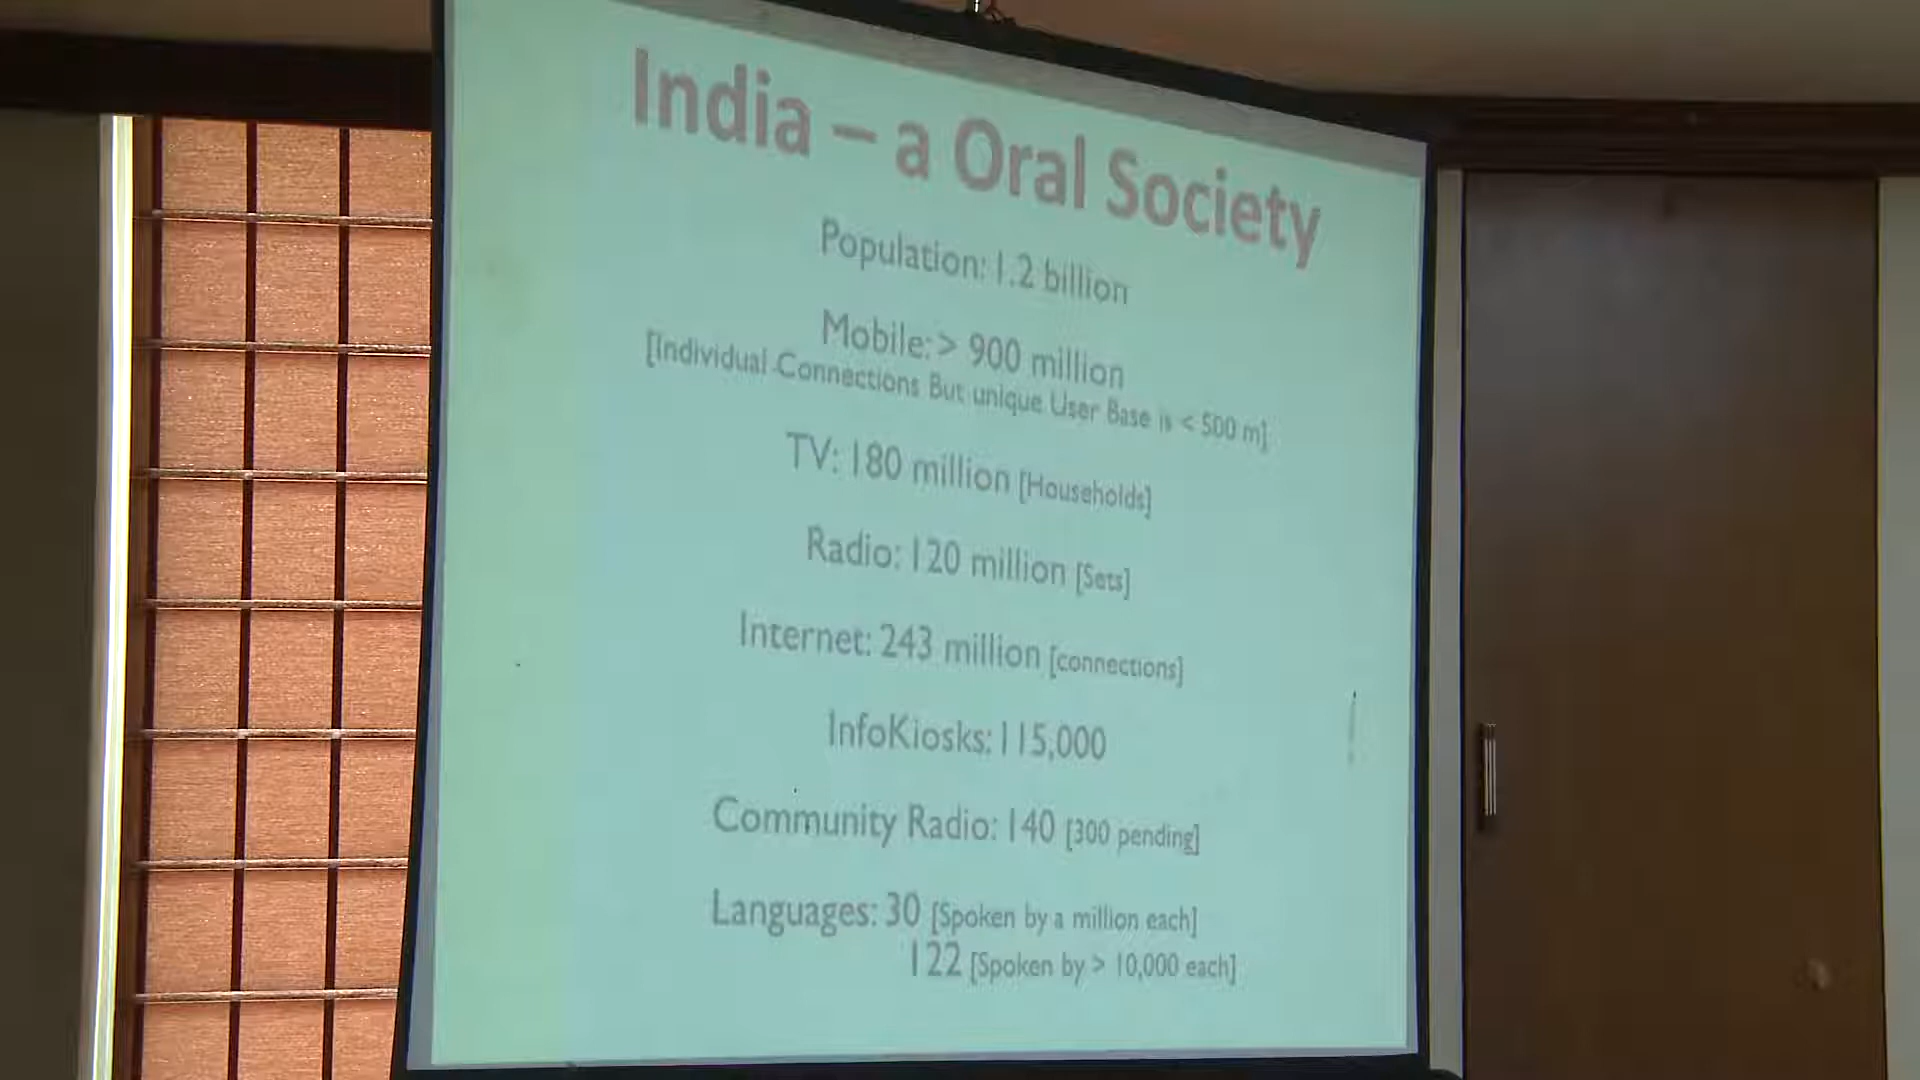 India – a Oral Society
Population: 1.2 billion
Mobile: > 900 million
[Individual Connections But unique User Base is < 500 m]
TV: 180 million [Households]
Radio: 120 million [Sets]
Internet: 243 million [connections]
InfoKiosks: 115,000
Community Radio: 140 [300 pending]
Languages: 30 [Spoken by a million each]
122 [Spoken by > 10,000 each]